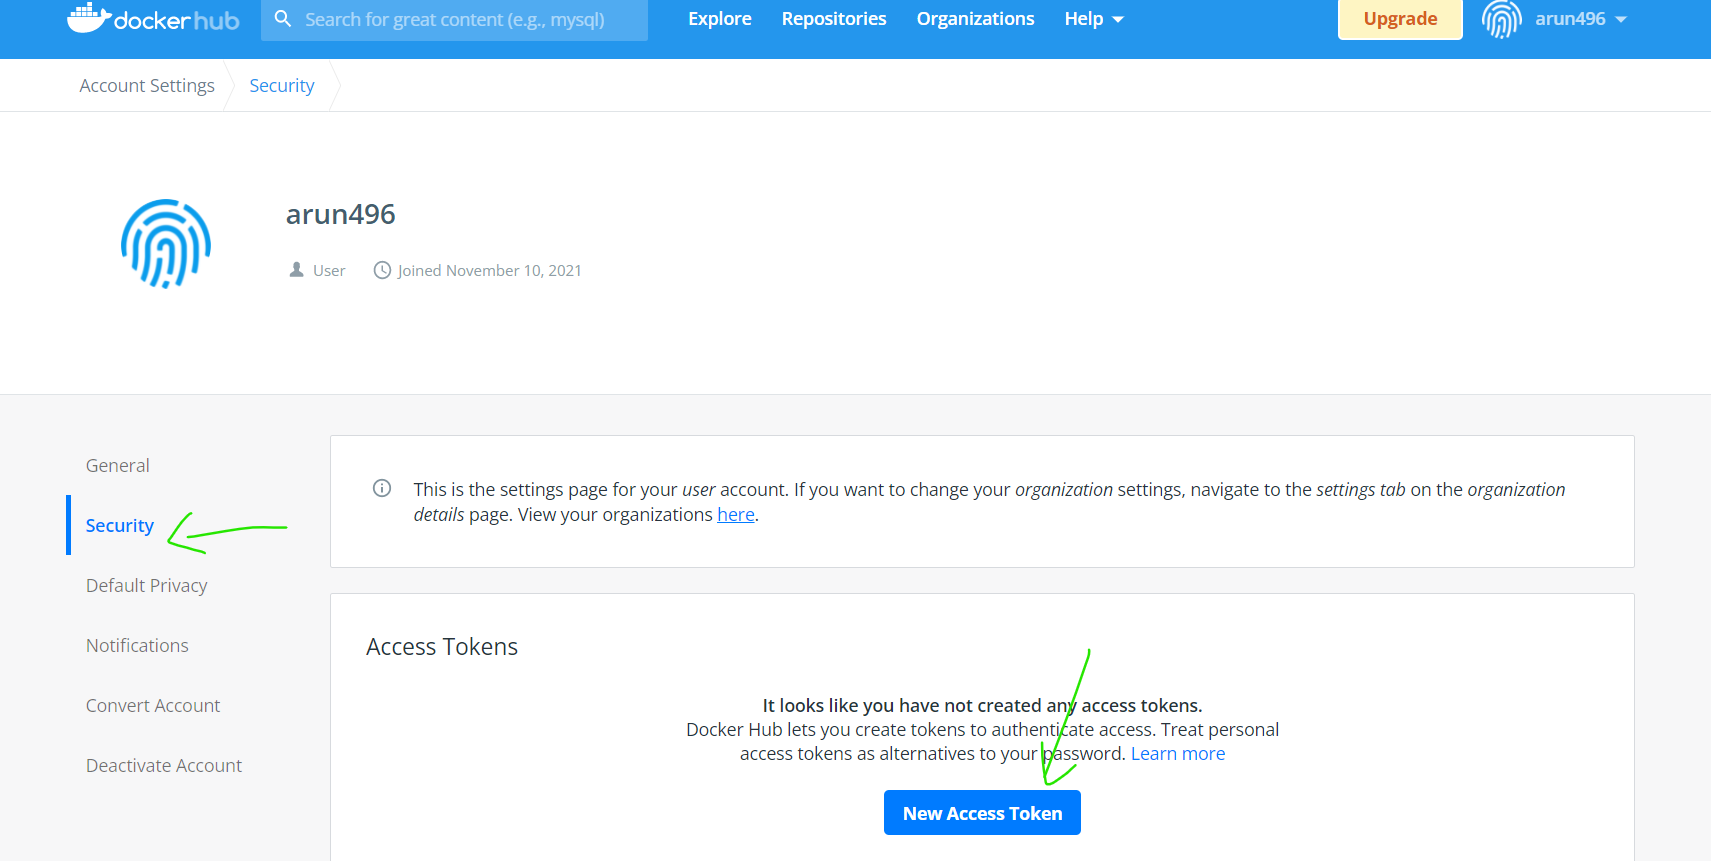 docker hub Search for great content (e.g., mysql) Explore Repositories Organizations Help Upgrade arun496
Account Settings Security
arun496
User Joined November 10, 2021
General
Security
Default Privacy
Notifications
Convert Account
Deactivate Account
This is the settings page for your user account. If you want to change your organization settings, navigate to the settings tab on the organization
details page. View your organizations here.
Access Tokens
It looks like you have not created any access tokens.
Docker Hub lets you create tokens to authenticate access. Treat personal
access tokens as alternatives to your password. Learn more
New Access Token